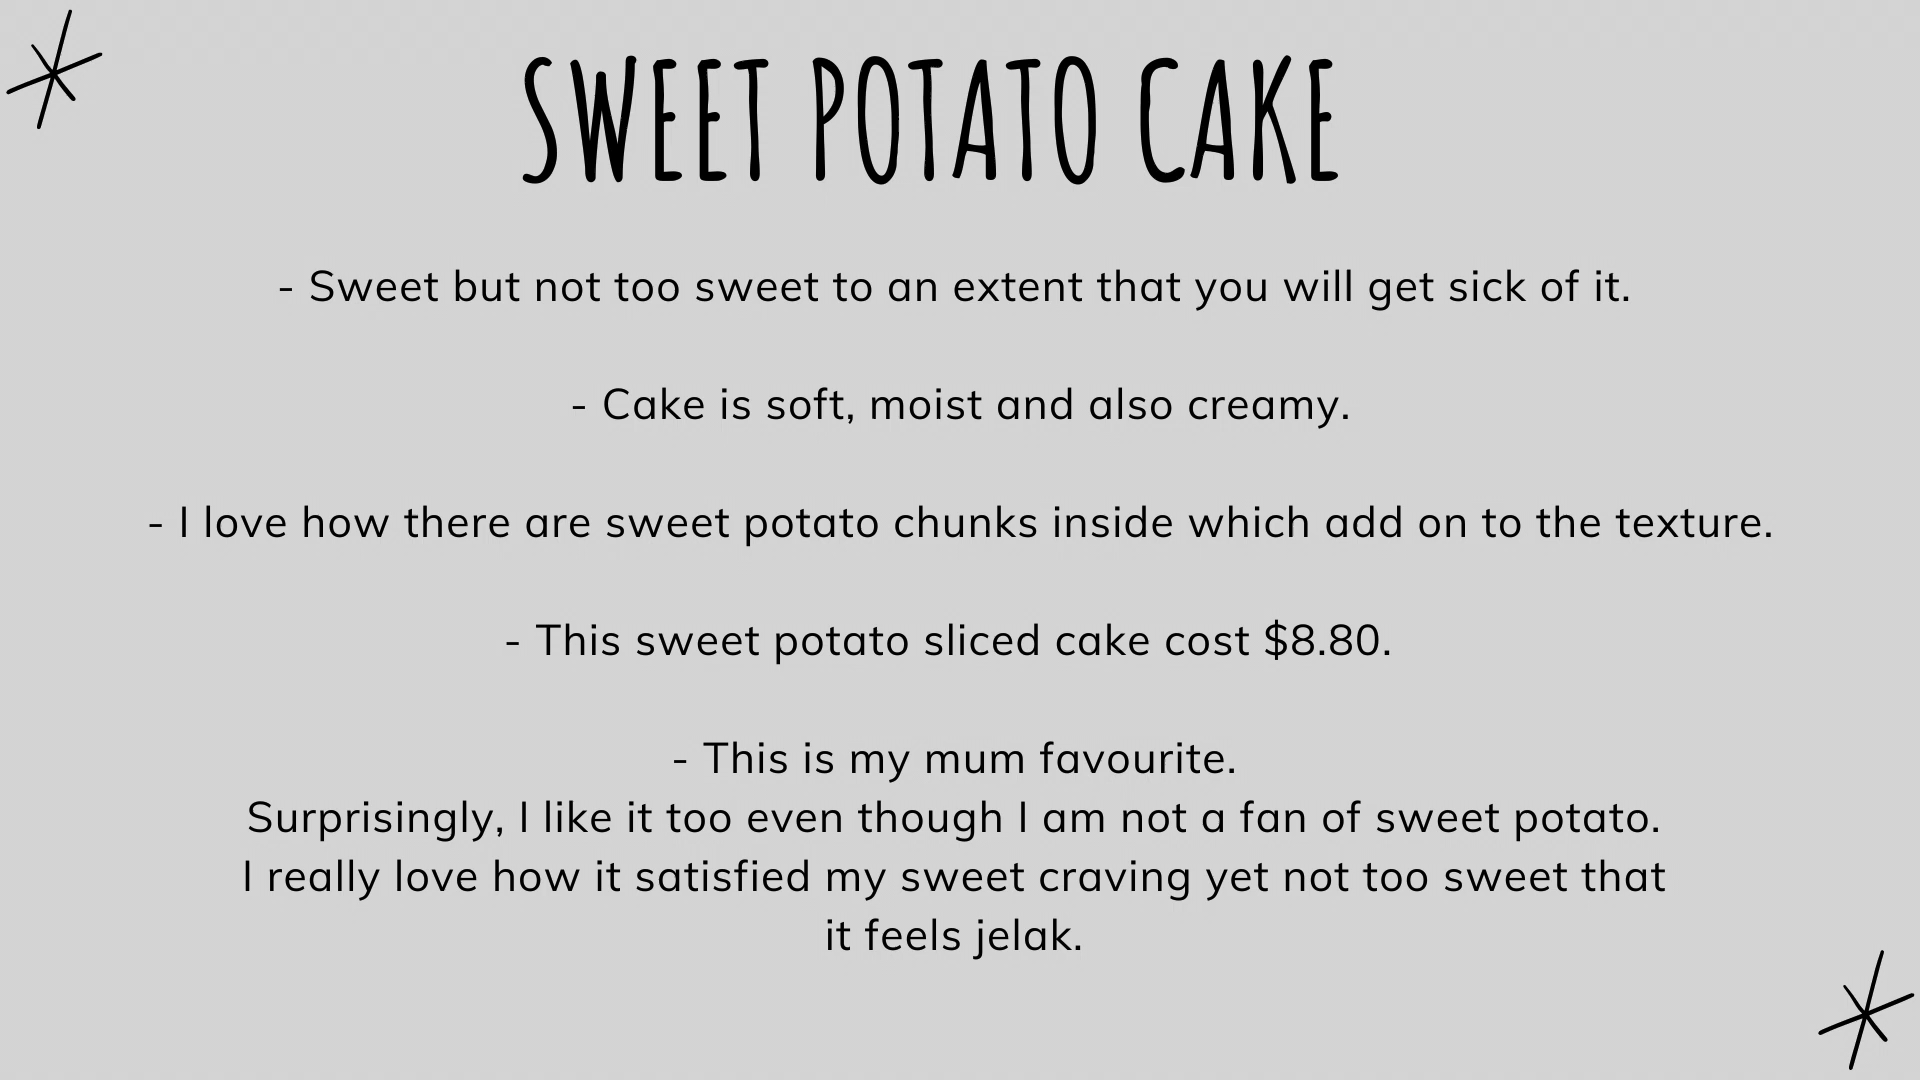 SWEET POTATO CAKE
- Sweet but not too sweet to an extent that you will get sick of it.
- Cake is soft, moist and also creamy.
- I love how there are sweet potato chunks inside which add on to the texture.
- This sweet potato sliced cake cost $8.80.
- This is my mum favourite.
Surprisingly, I like it too even though I am not a fan of sweet potato.
I really love how it satisfied my sweet craving yet not too sweet that
it feels jelak.